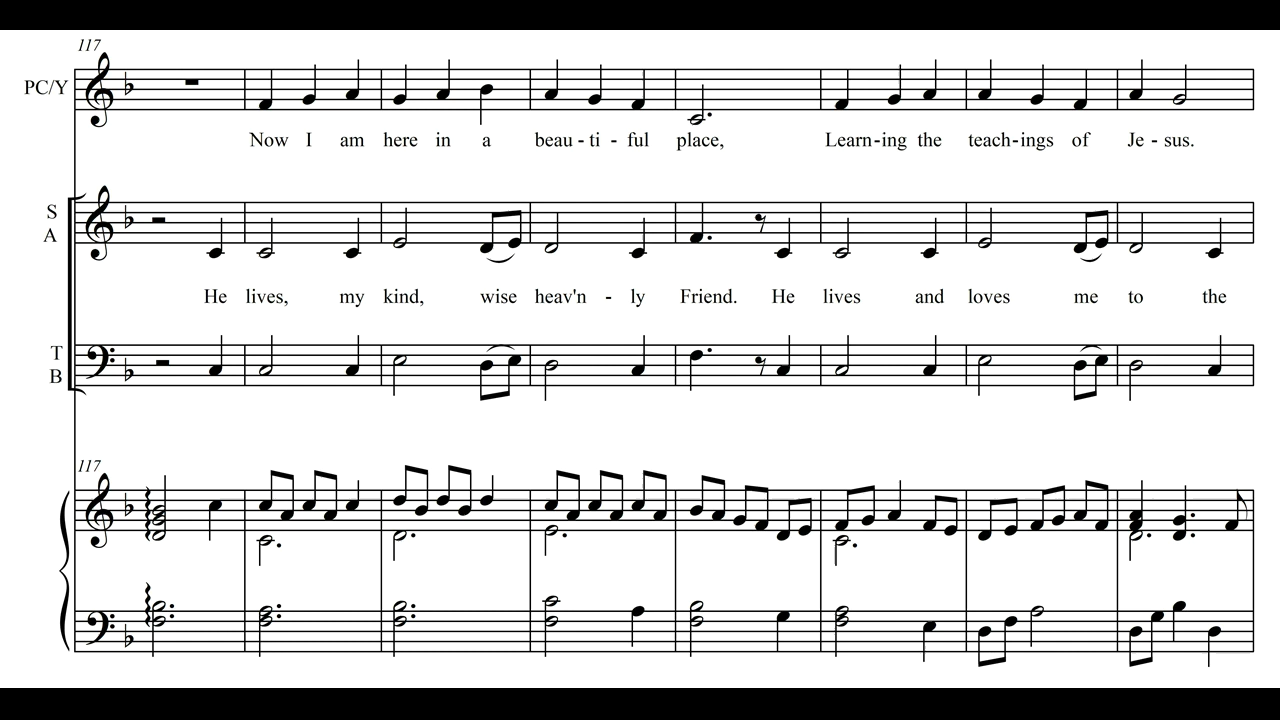 117
PC/Y
Now I am here in a beau - ti - ful place, Learn-ing the teach-ings of Je - sus.
S
A
He lives, my kind, wise heav'n - ly Friend. He lives and loves me to the
T
B
117